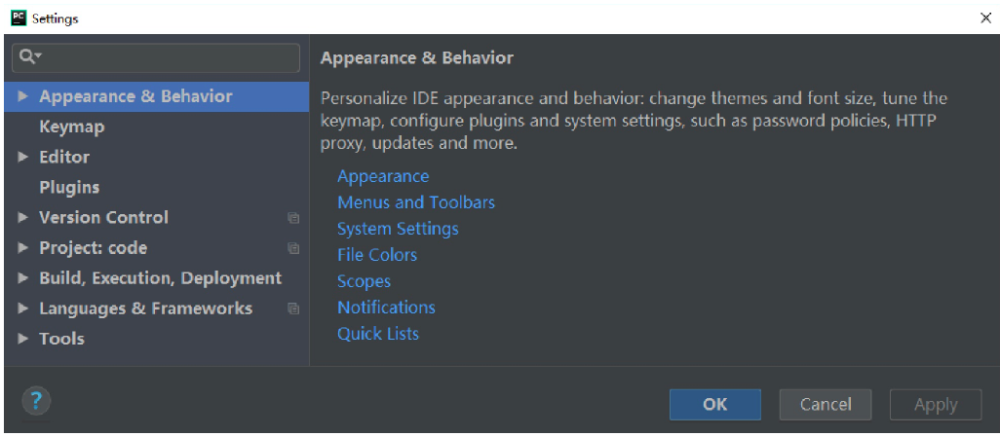 PC Settings
Appearance & Behavior
Keymap
Editor
Plugins
Version Control
Project: code
Build, Execution, Deployment
Languages & Frameworks
Tools
Appearance & Behavior
Personalize IDE appearance and behavior: change themes and font size, tune the
keymap, configure plugins and system settings, such as password policies, HTTP
proxy, updates and more.
Appearance
Menus and Toolbars
System Settings
File Colors
Scopes
Notifications
Quick Lists
?
OK
Cancel
Apply